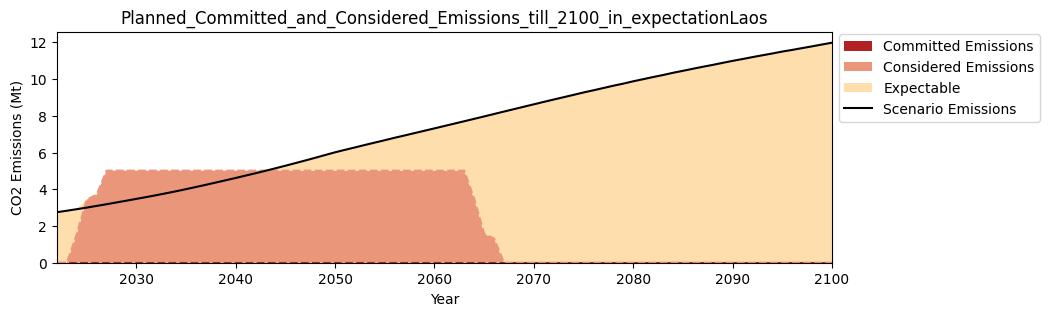 Planned_Committed_and_Considered_Emissions_till_2100_in_expectationLaos
CO2 Emissions (Mt)
12
10
8
6
4
2
0
2030 2040 2050 2060 2070 2080 2090 2100
Year
Committed Emissions
Considered Emissions
Expectable
Scenario Emissions